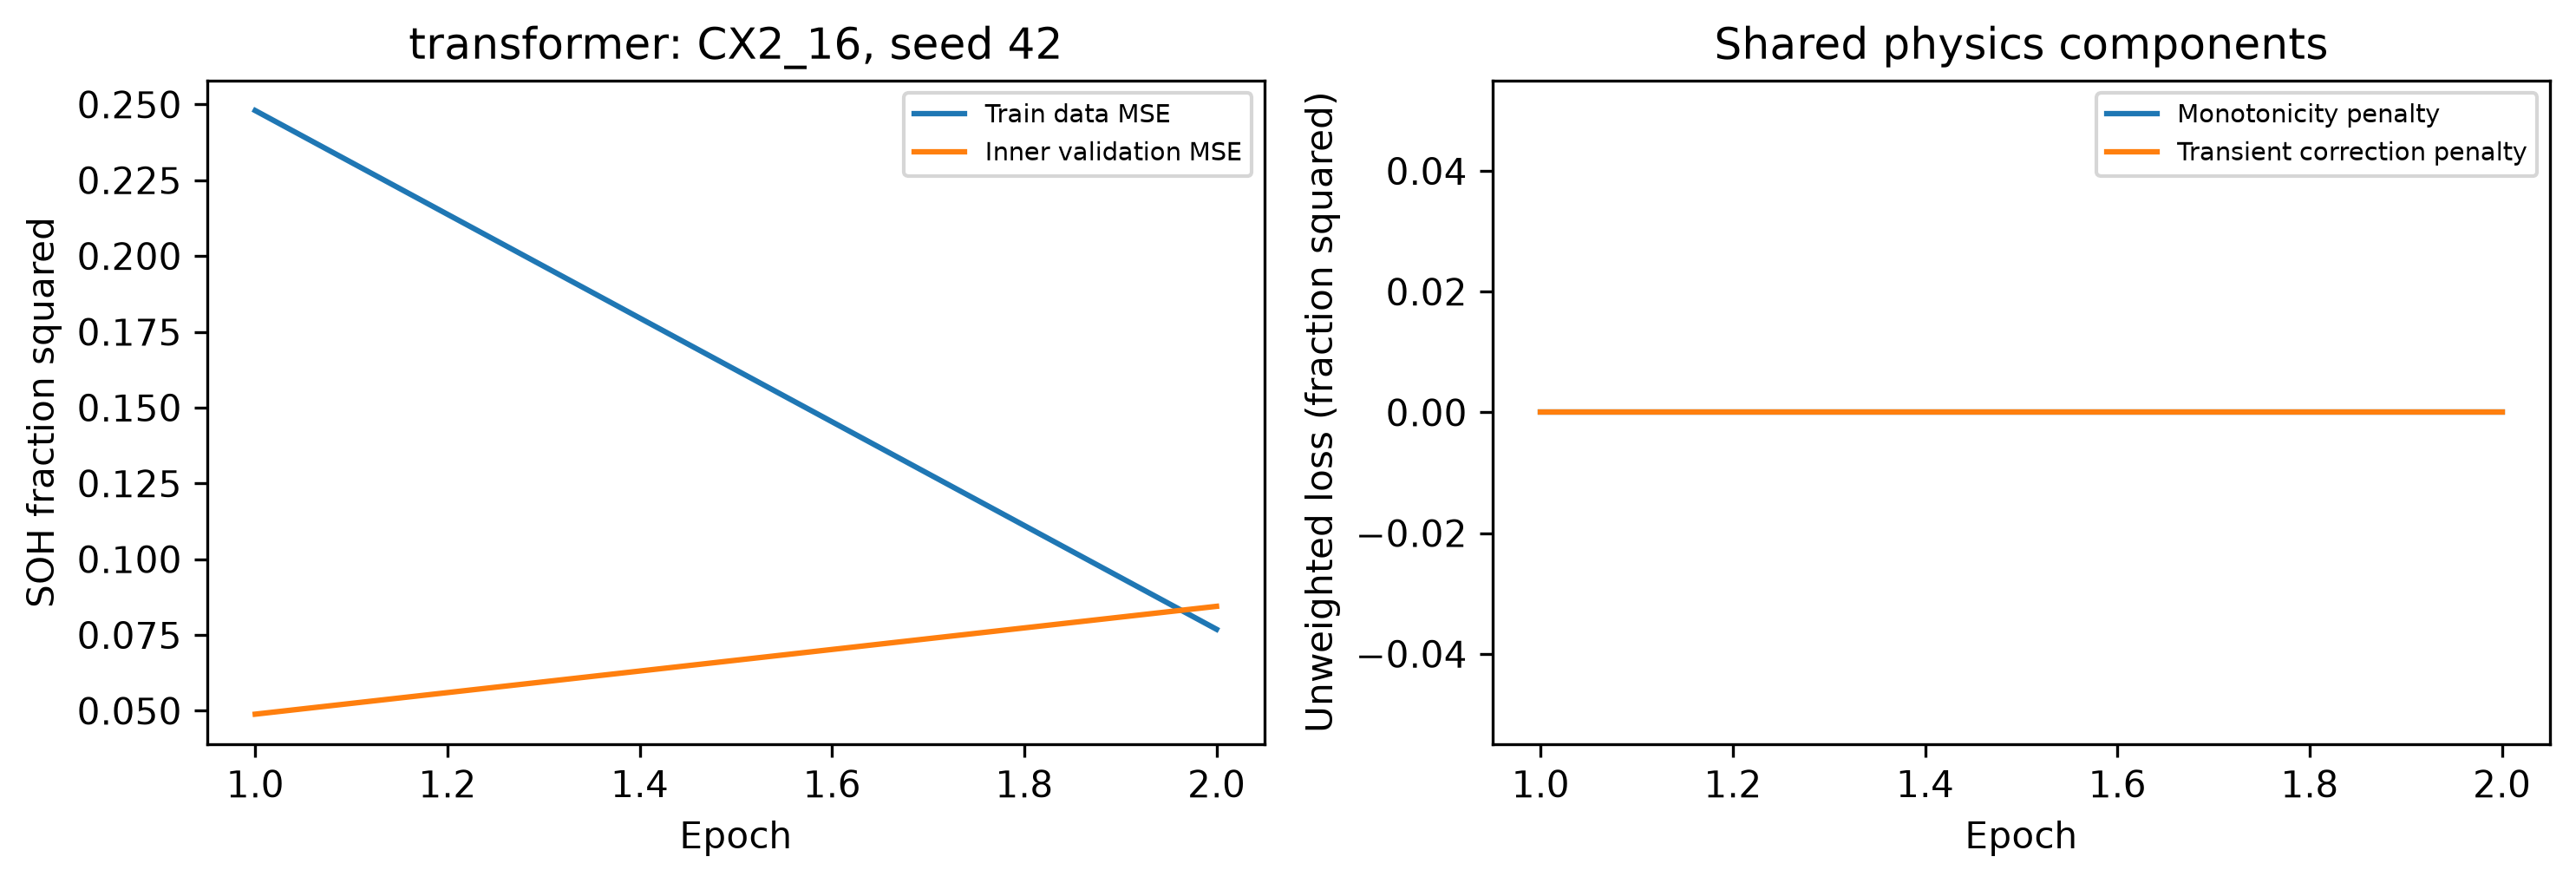 transformer: CX2_16, seed 42
Train data MSE
Inner validation MSE
SOH fraction squared
0.250
0.225
0.200
0.175
0.150
0.125
0.100
0.075
0.050
1.0 1.2 1.4 1.6 1.8 2.0
Epoch
Shared physics components
Monotonicity penalty
Transient correction penalty
Unweighted loss (fraction squared)
0.04
0.02
0.00
−0.02
−0.04
1.0 1.2 1.4 1.6 1.8 2.0
Epoch